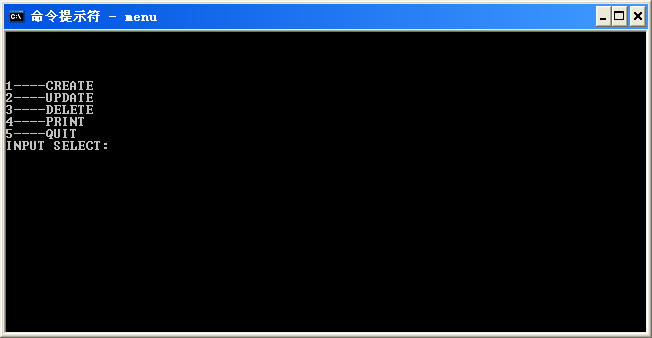 命令提示符 - menu
1----CREATE
2----UPDATE
3----DELETE
4----PRINT
5----QUIT
INPUT SELECT: